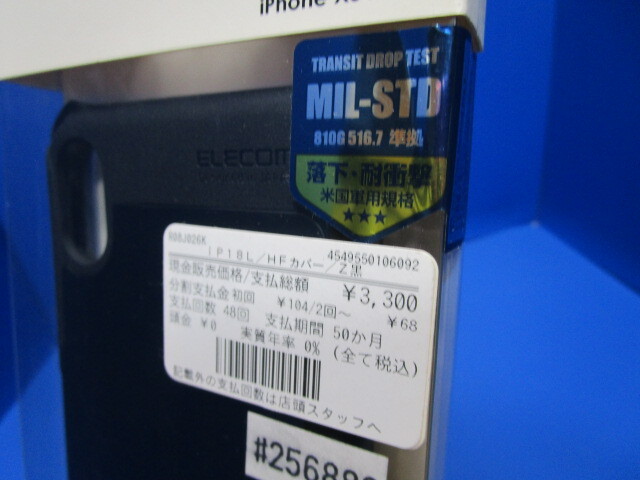 iPhone
TRANSIT DROP TEST
MIL-STD
810G 516.7 準拠
落下・耐衝撃
米国軍用規格
★★★
ELECOM
R08J026K
IP18L/HFカバー/Z黒
4549550106092
現金販売価格/支払総額 ¥3,300
分割支払金 初回 ¥104/2回~ ¥68
支払回数 48回 支払期間 50か月
頭金 ¥0 実質年率 0% (全て税込)
記載外の支払回数は店頭スタッフへ